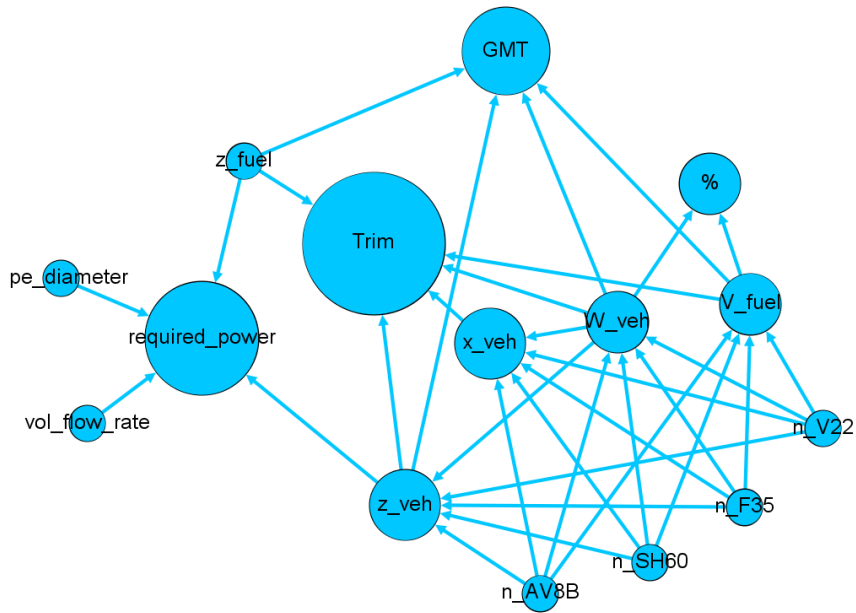 GMT
z_fuel
%
Trim
pe_diameter
V_fuel
W_veh
required_power
x_veh
vol_flow_rate
n_V22
z_veh
n_F35
n_SH60
n_AV8B